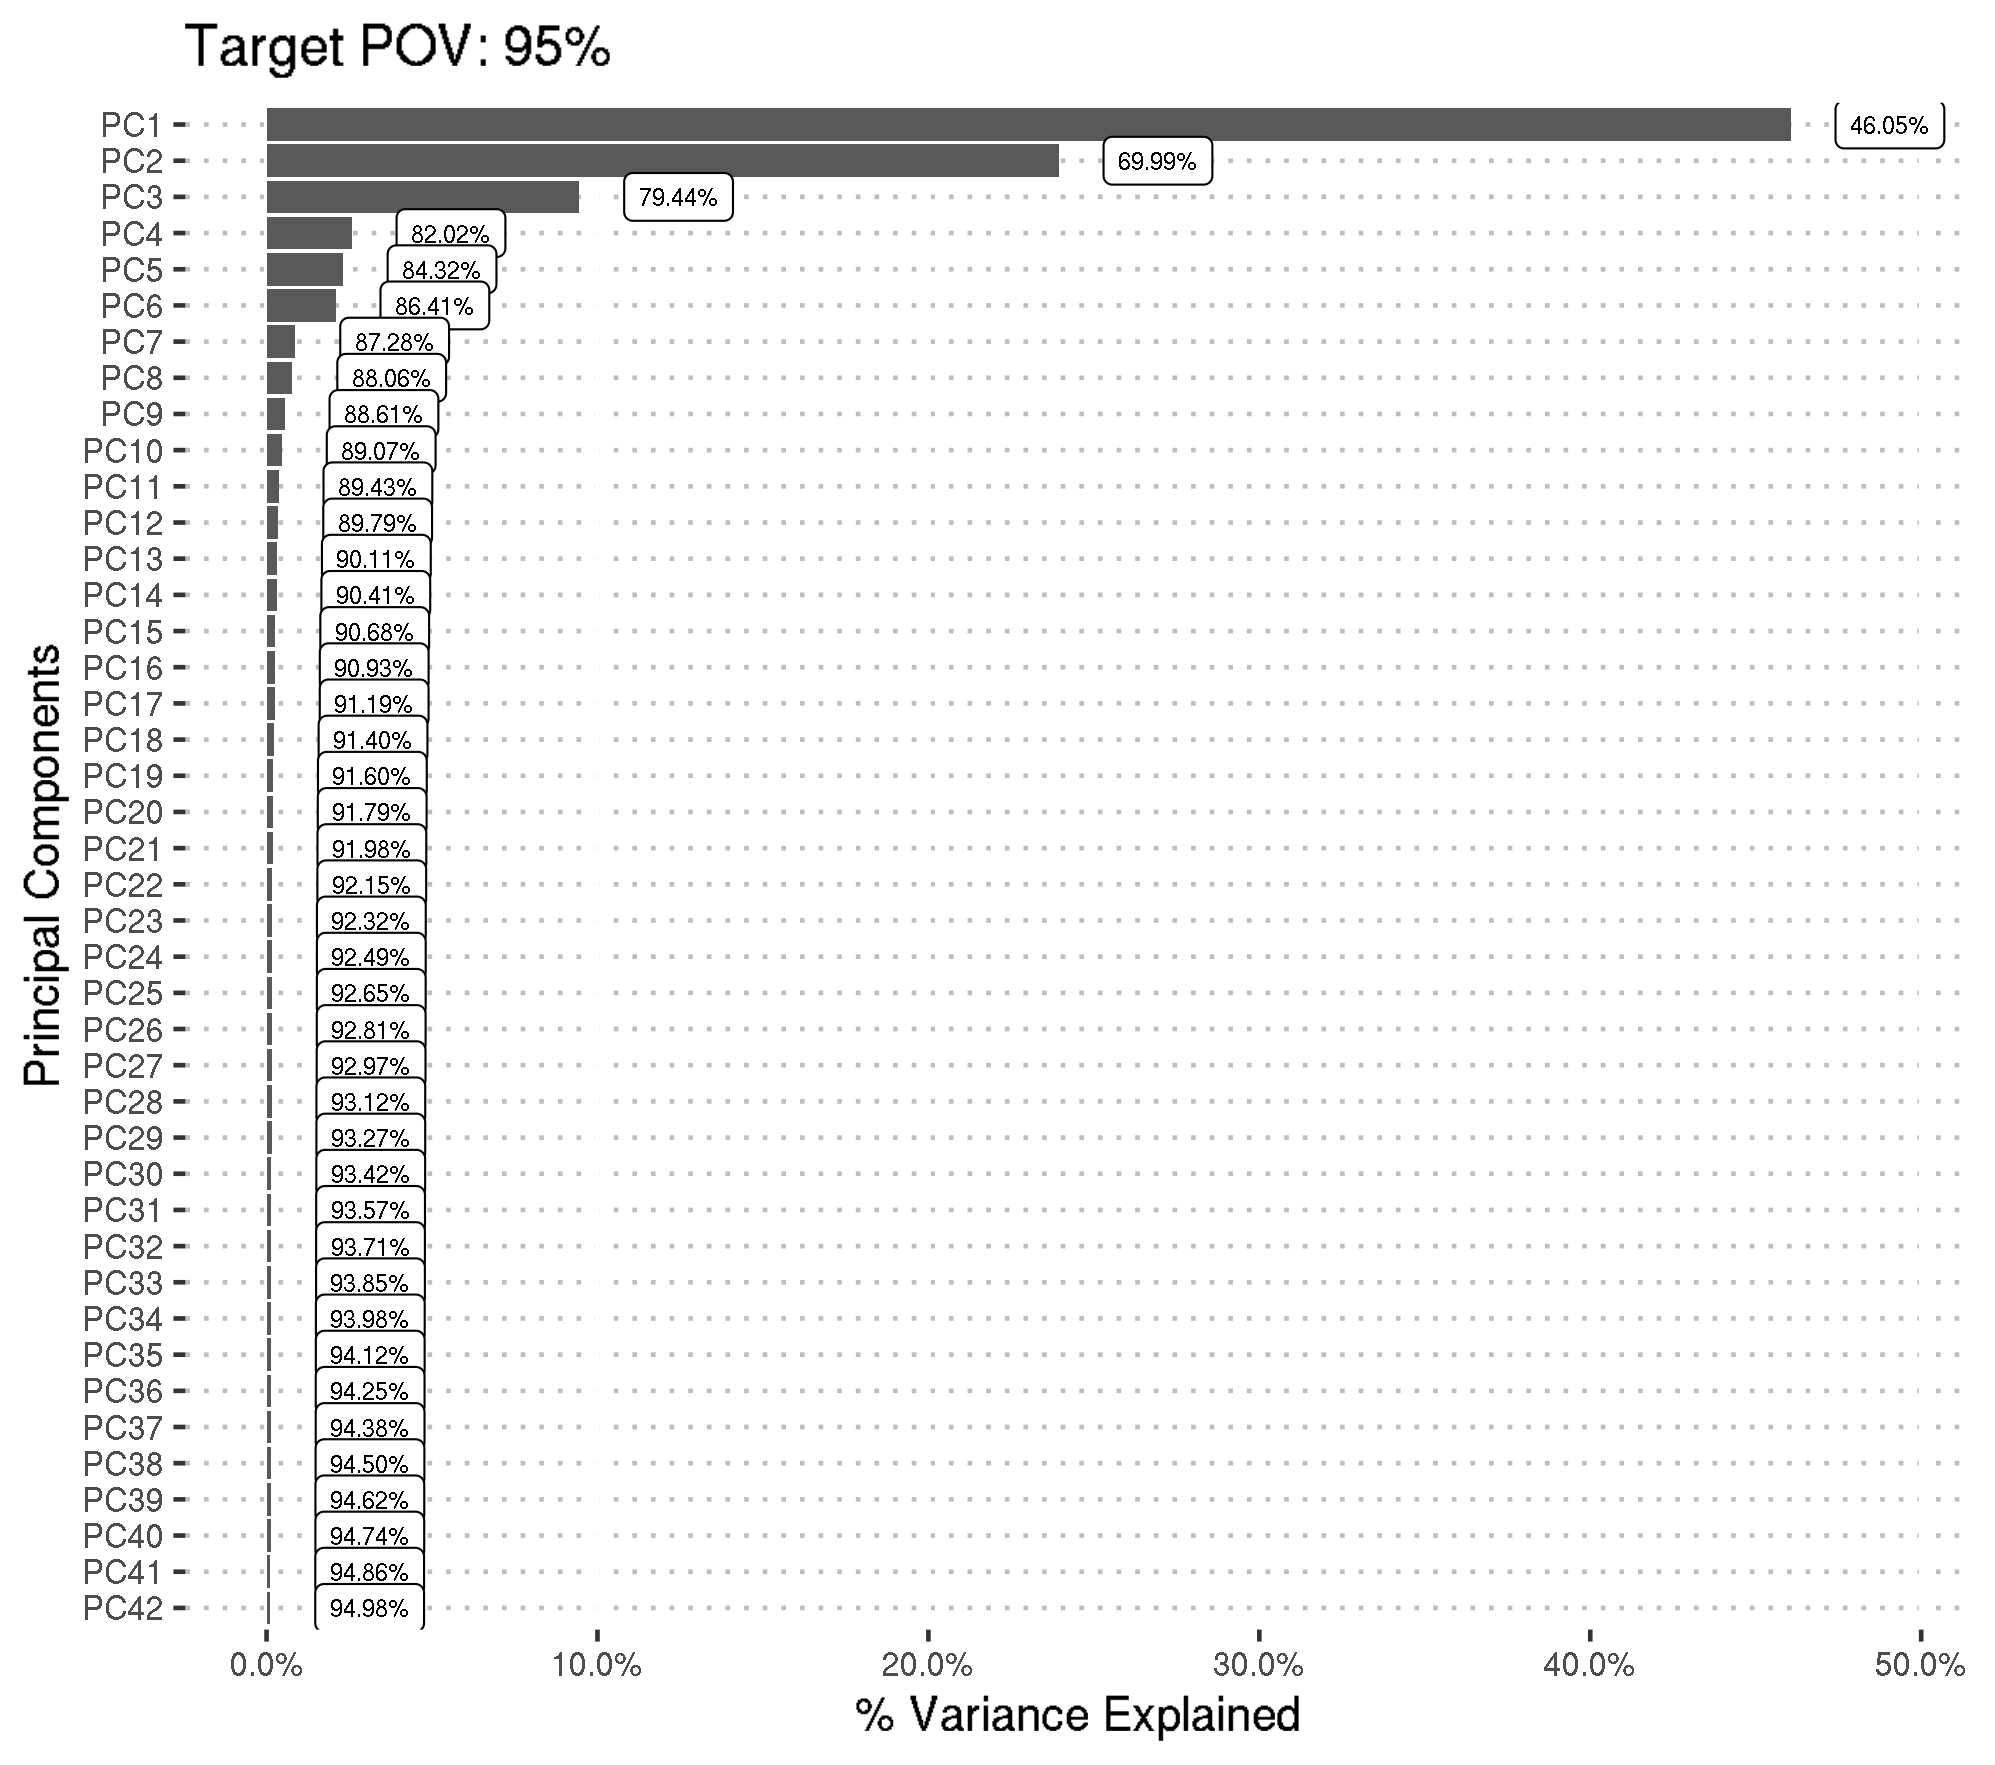 Target POV: 95%
PC1 46.05%
PC2 69.99%
PC3 79.44%
PC4 82.02%
PC5 84.32%
PC6 86.41%
PC7 87.28%
PC8 88.06%
PC9 88.61%
PC10 89.07%
PC11 89.43%
PC12 89.79%
PC13 90.11%
PC14 90.41%
PC15 90.68%
PC16 90.93%
PC17 91.19%
PC18 91.40%
PC19 91.60%
PC20 91.79%
PC21 91.98%
PC22 92.15%
PC23 92.32%
PC24 92.49%
PC25 92.65%
PC26 92.81%
PC27 92.97%
PC28 93.12%
PC29 93.27%
PC30 93.42%
PC31 93.57%
PC32 93.71%
PC33 93.85%
PC34 93.98%
PC35 94.12%
PC36 94.25%
PC37 94.38%
PC38 94.50%
PC39 94.62%
PC40 94.74%
PC41 94.86%
PC42 94.98%
Principal Components
0.0% 10.0% 20.0% 30.0% 40.0% 50.0%
% Variance Explained